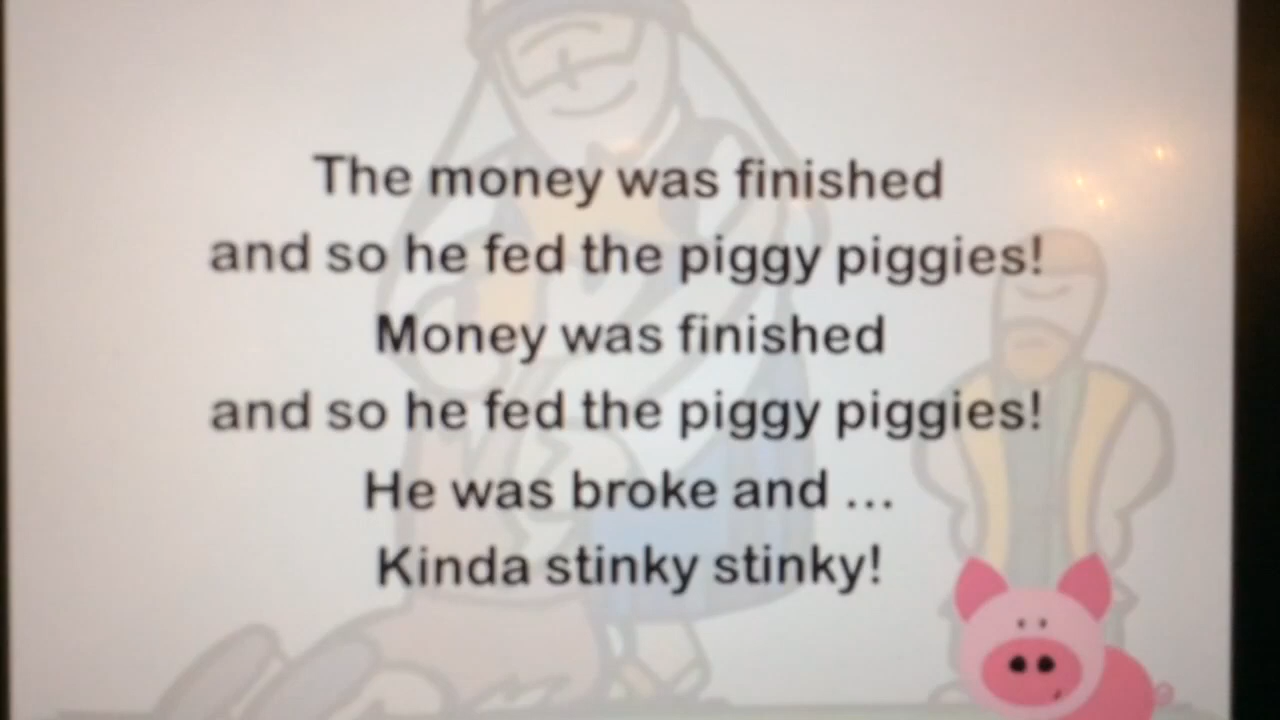 The money was finished
and so he fed the piggy piggies!
Money was finished
and so he fed the piggy piggies!
He was broke and ...
Kinda stinky stinky!